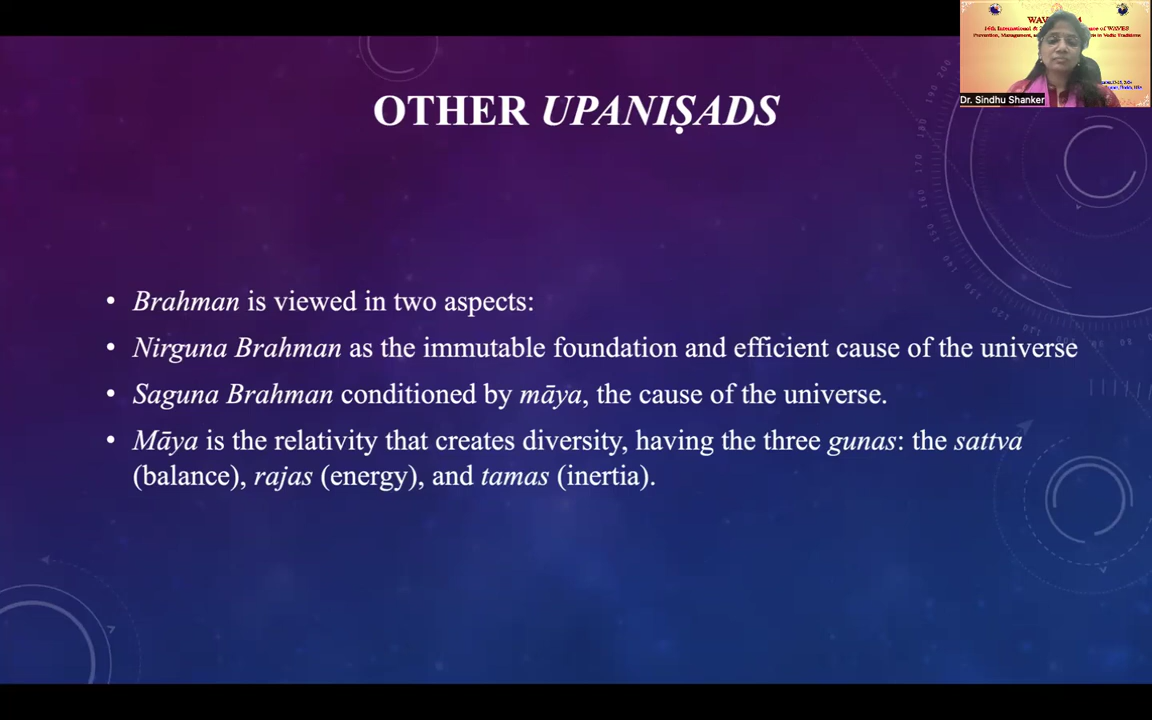 OTHER UPANIṢADS
• Brahman is viewed in two aspects:
• Nirguna Brahman as the immutable foundation and efficient cause of the universe
• Saguna Brahman conditioned by māya, the cause of the universe.
• Māya is the relativity that creates diversity, having the three gunas: the sattva
(balance), rajas (energy), and tamas (inertia).
Dr. Sindhu Shanker